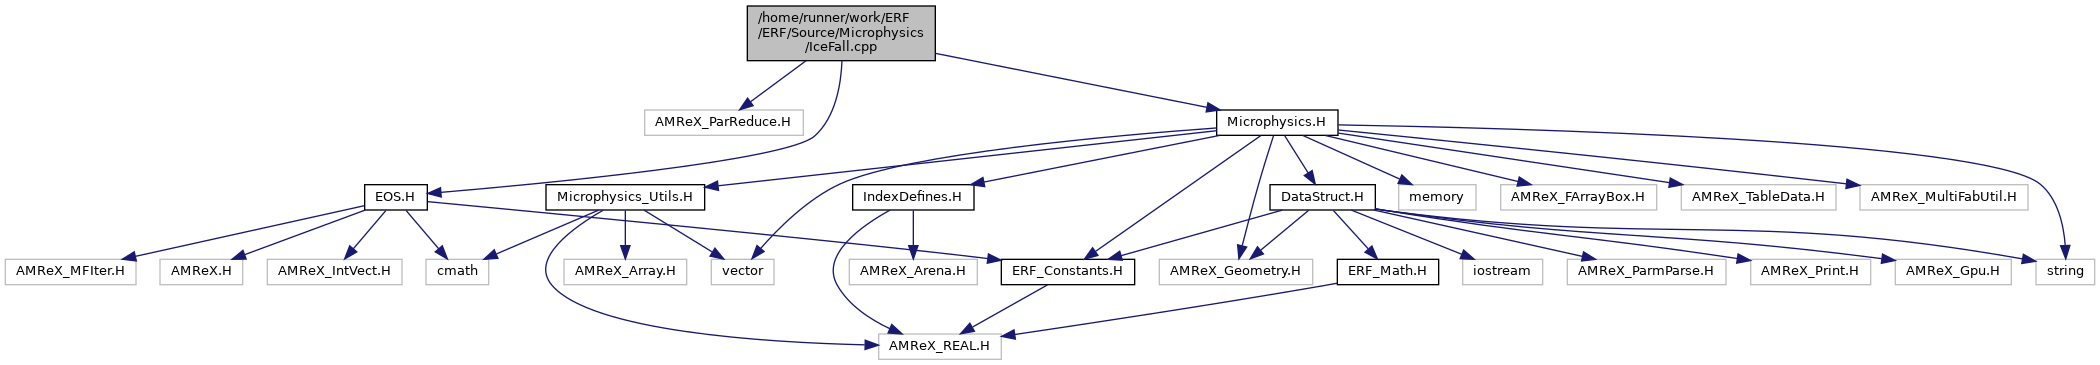 /home/runner/work/ERF
/ERF/Source/Microphysics
/IceFall.cpp
AMReX_ParReduce.H
Microphysics.H
EOS.H
Microphysics_Utils.H
IndexDefines.H
DataStruct.H
memory
AMReX_FArrayBox.H
AMReX_TableData.H
AMReX_MultiFabUtil.H
AMReX_MFIter.H
AMReX.H
AMReX_IntVect.H
cmath
AMReX_Array.H
vector
AMReX_Arena.H
ERF_Constants.H
AMReX_Geometry.H
ERF_Math.H
iostream
AMReX_ParmParse.H
AMReX_Print.H
AMReX_Gpu.H
string
AMReX_REAL.H